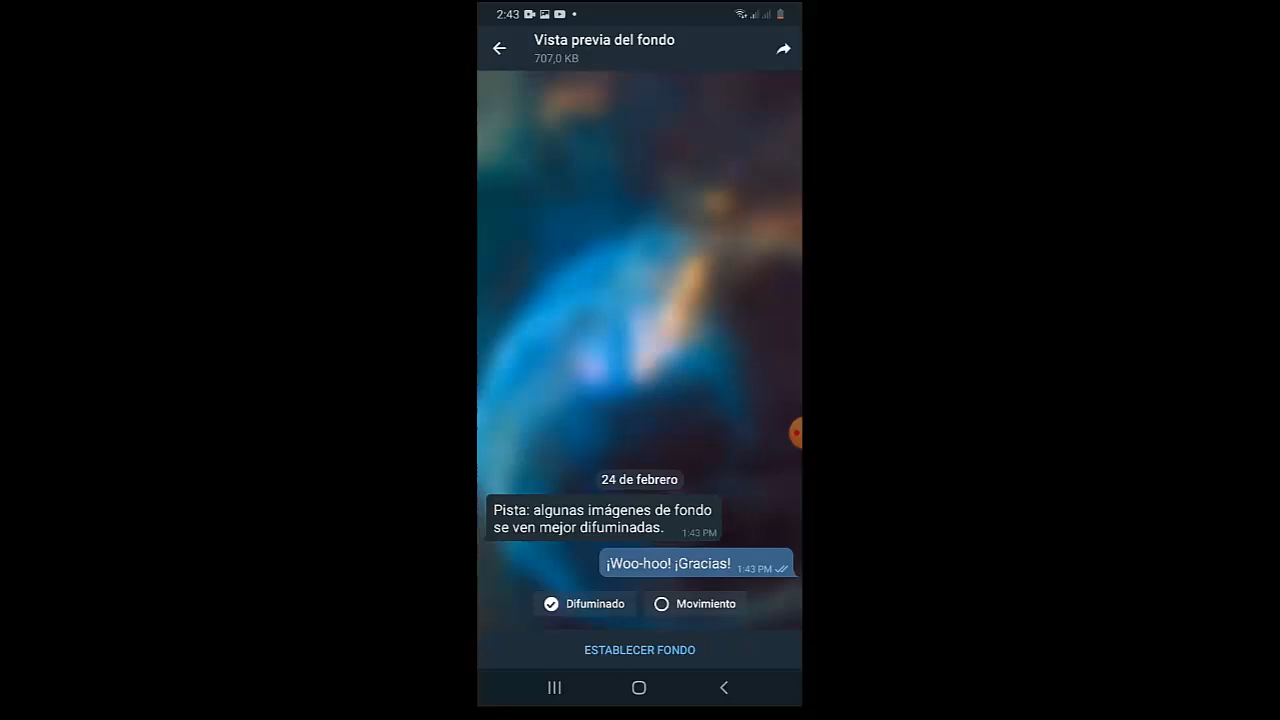 2:43
Vista previa del fondo
707,0 KB
24 de febrero
Pista: algunas imágenes de fondo
se ven mejor difuminadas. 1:43 PM
¡Woo-hoo! ¡Gracias! 1:43 PM
Difuminado Movimiento
ESTABLECER FONDO